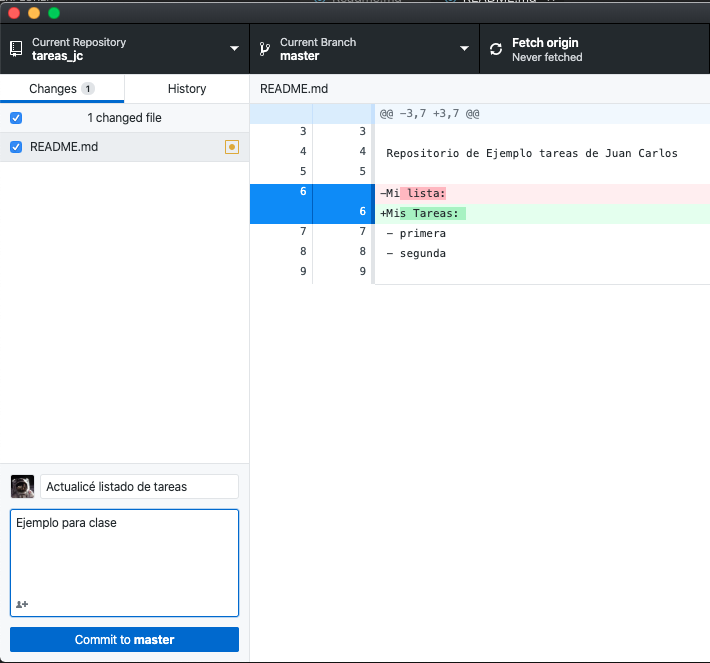 Current Repository
tareas_jc
Current Branch
master
Fetch origin
Never fetched
Changes 1
History
README.md
1 changed file
README.md
@@ -3,7 +3,7 @@
3 3
4 4 Repositorio de Ejemplo tareas de Juan Carlos
5 5
6 -Mi lista:
6 +Mis Tareas:
7 7 - primera
8 8 - segunda
9 9
Actualicé listado de tareas
Ejemplo para clase
Commit to master